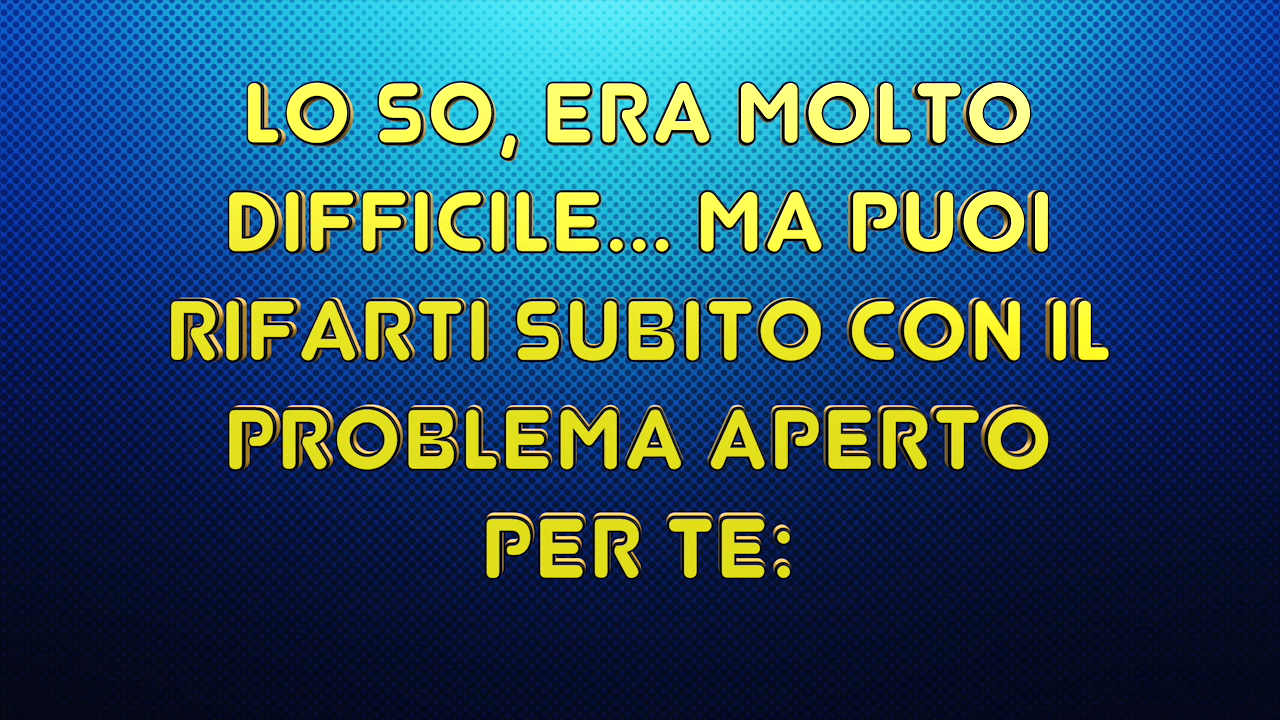 LO SO, ERA MOLTO
DIFFICILE... MA PUOI
RIFARTI SUBITO CON IL
PROBLEMA APERTO
PER TE: